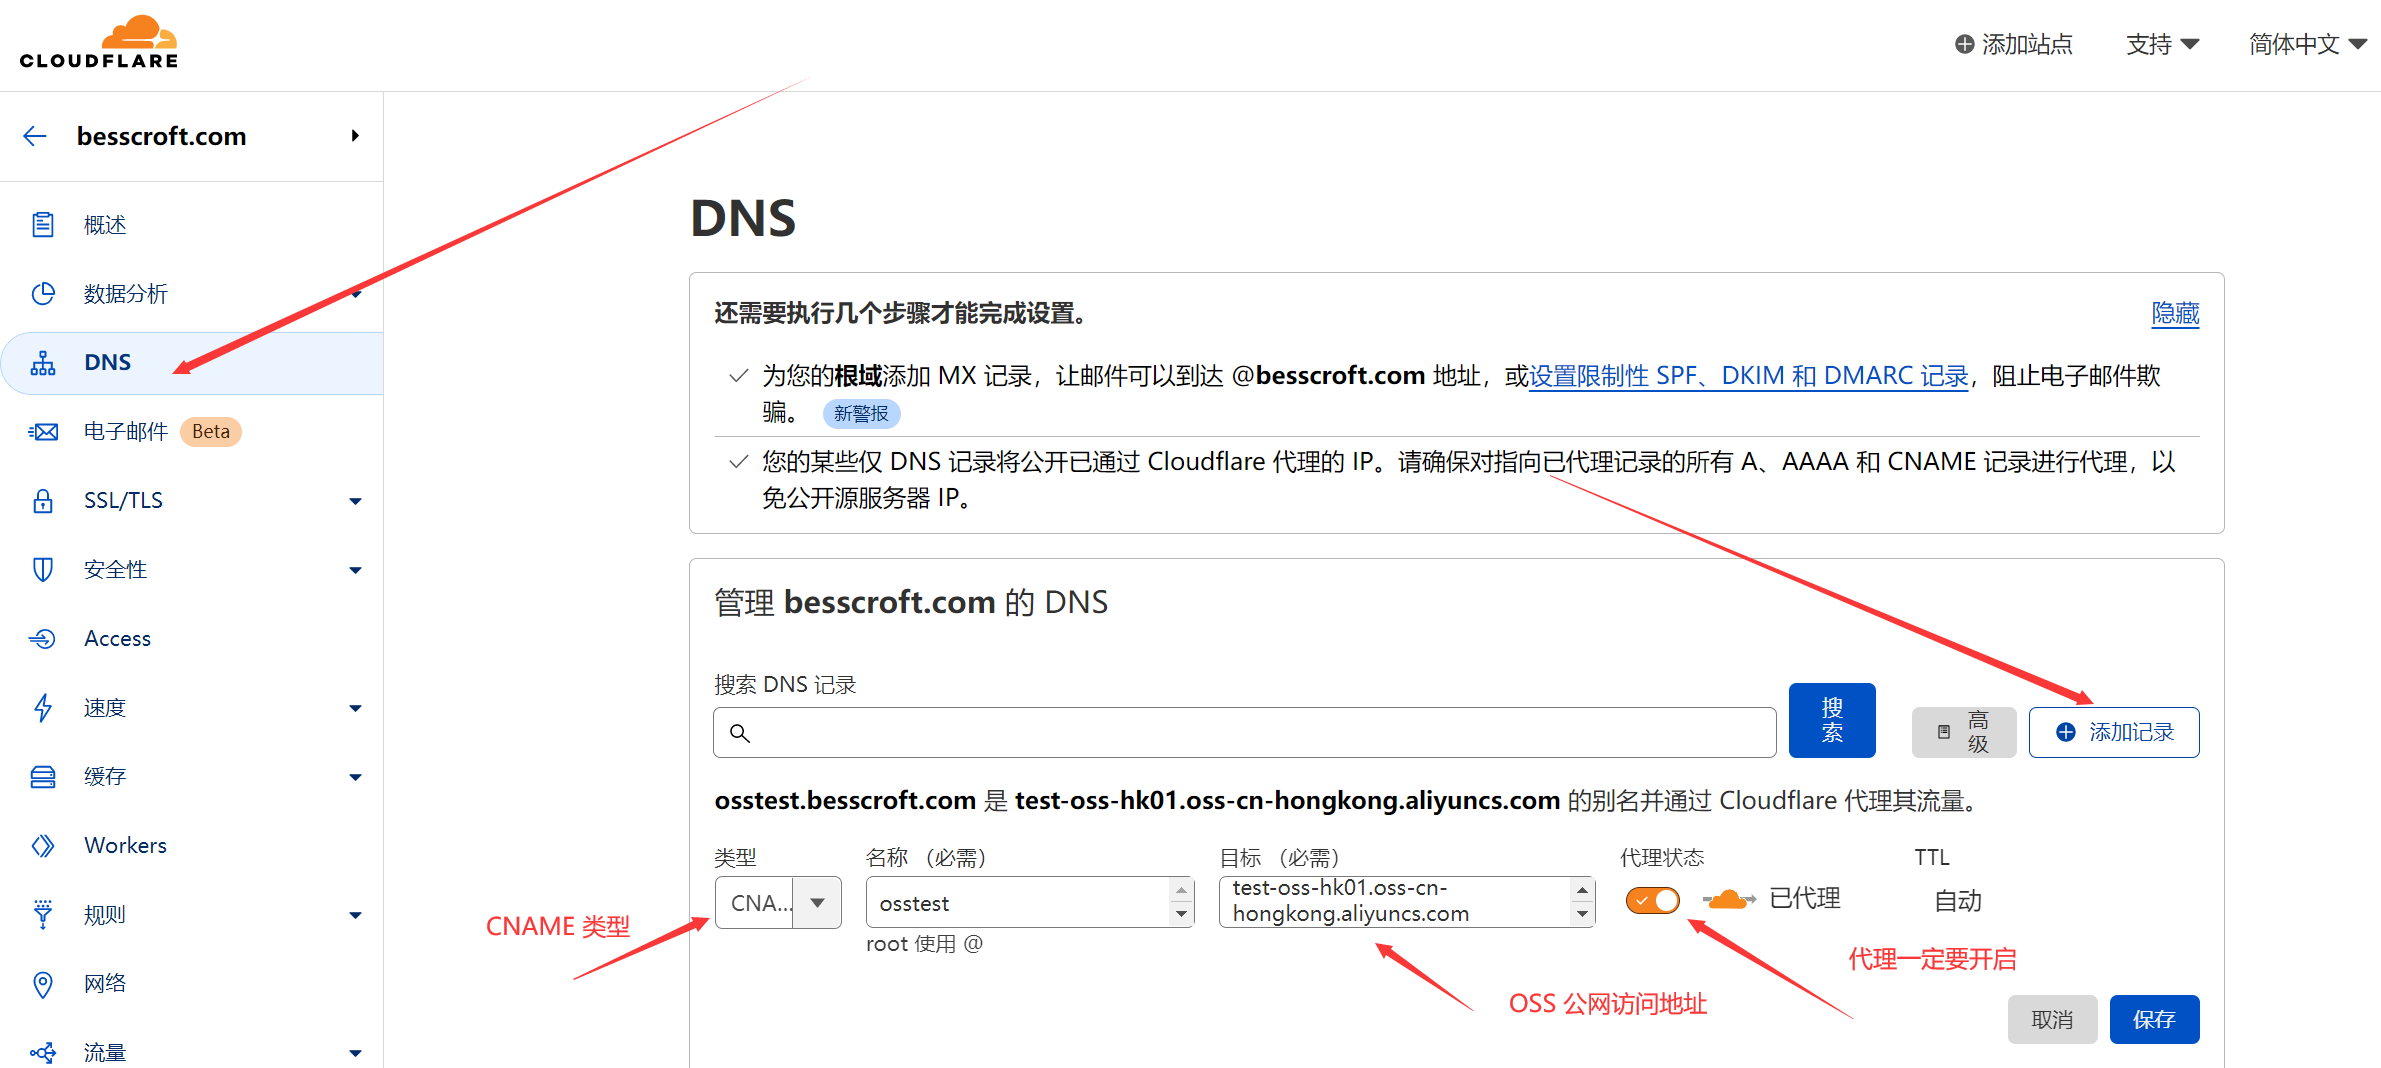 CLOUDFLARE
添加站点
支持
简体中文
besscroft.com
概述
数据分析
DNS
电子邮件 Beta
SSL/TLS
安全性
Access
速度
缓存
Workers
规则
网络
流量
DNS
还需要执行几个步骤才能完成设置。
隐藏
为您的根域添加 MX 记录，让邮件可以到达 @besscroft.com 地址，或设置限制性 SPF、DKIM 和 DMARC 记录，阻止电子邮件欺
骗。 新警报
您的某些仅 DNS 记录将公开已通过 Cloudflare 代理的 IP。请确保对指向已代理记录的所有 A、AAAA 和 CNAME 记录进行代理，以
免公开源服务器 IP。
管理 besscroft.com 的 DNS
搜索 DNS 记录
搜
索
高
级
添加记录
osstest.besscroft.com 是 test-oss-hk01.oss-cn-hongkong.aliyuncs.com 的别名并通过 Cloudflare 代理其流量。
类型
名称 （必需）
目标 （必需）
代理状态
TTL
CNA...
osstest
test-oss-hk01.oss-cn-
hongkong.aliyuncs.com
已代理
自动
root 使用 @
CNAME 类型
OSS 公网访问地址
代理一定要开启
取消
保存